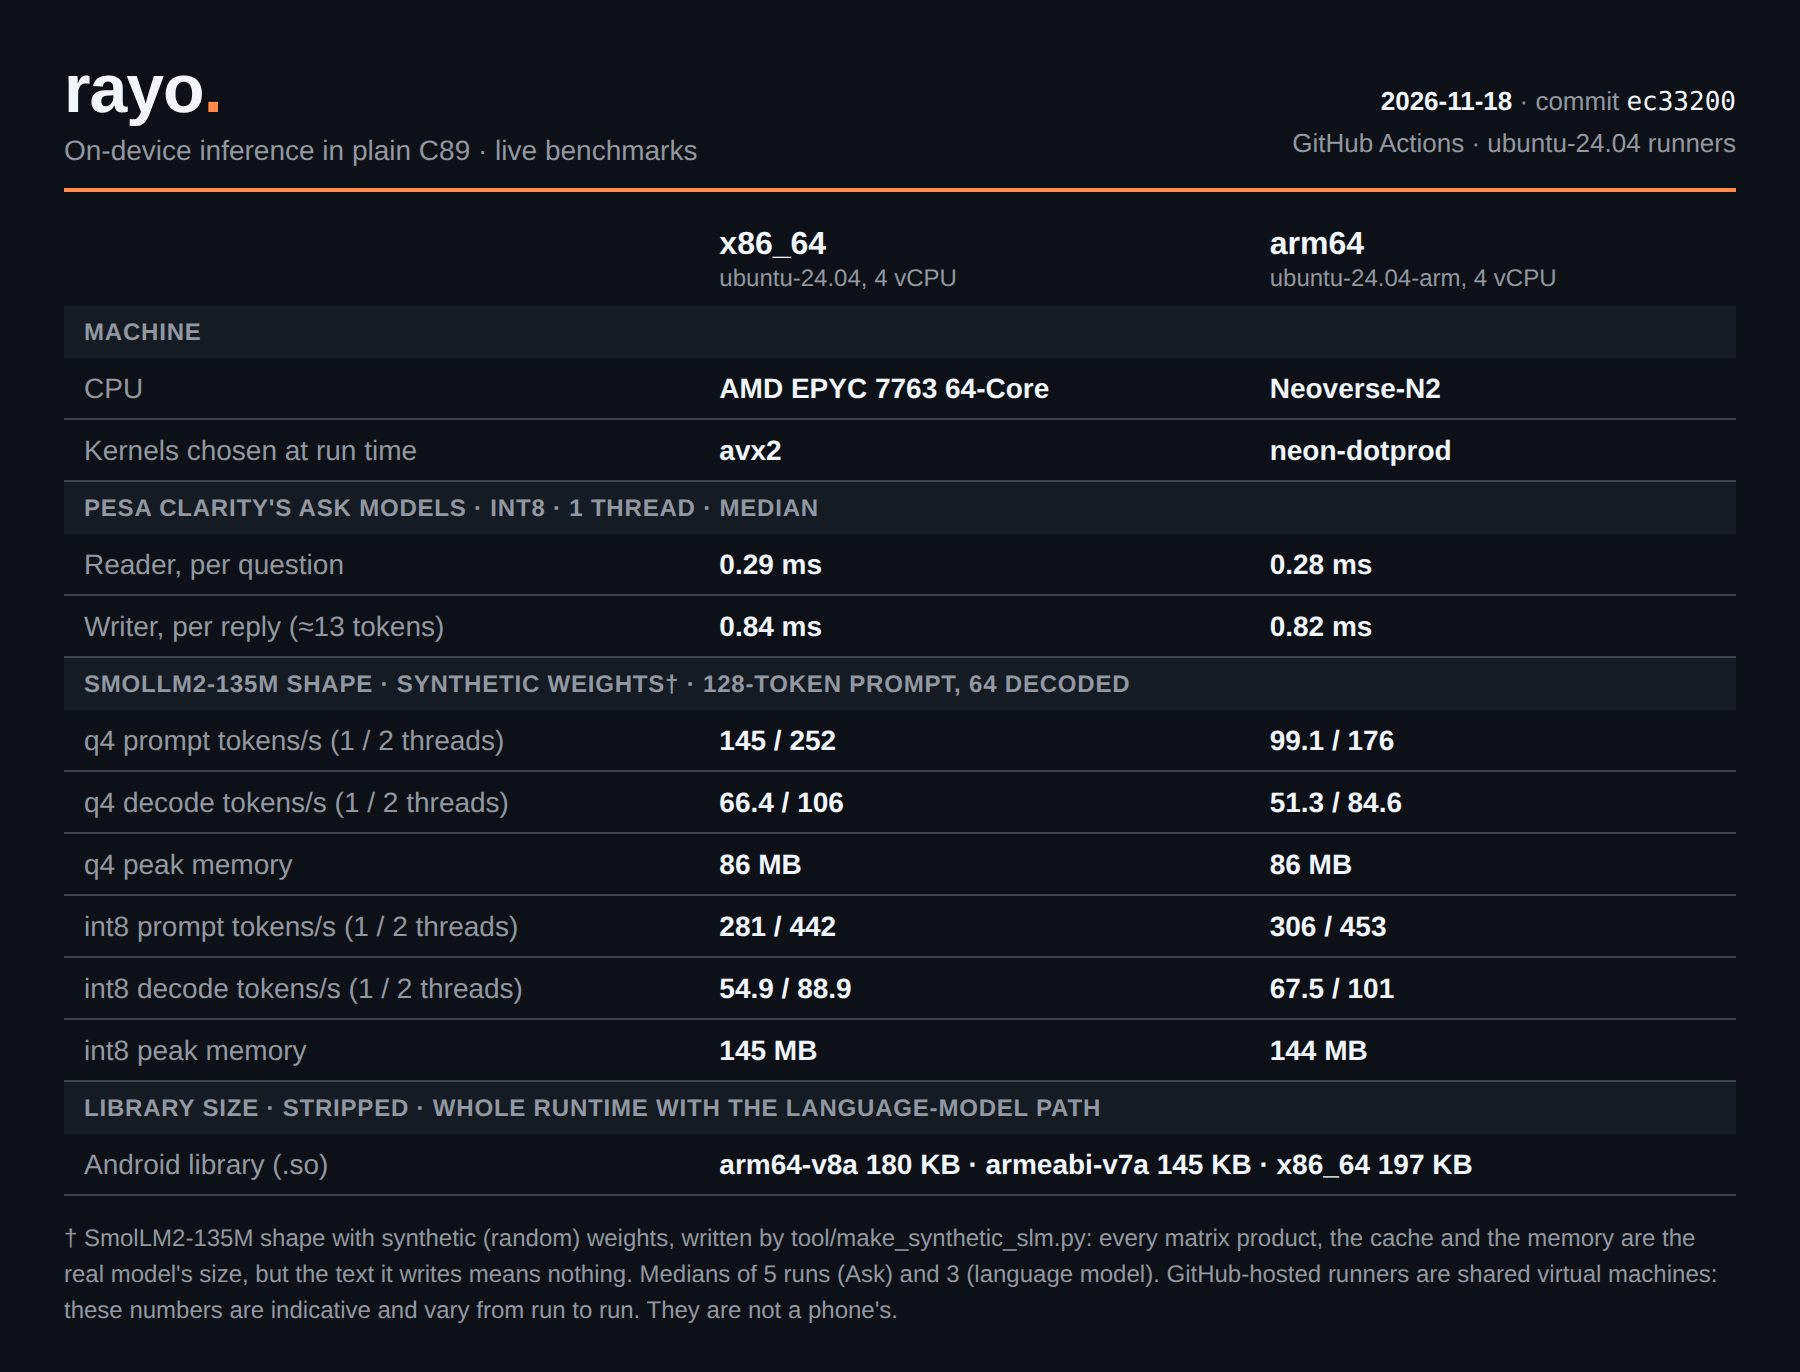 rayo.
On-device inference in plain C89 · live benchmarks
2026-11-18 · commit ec33200
GitHub Actions · ubuntu-24.04 runners
x86_64 arm64
ubuntu-24.04, 4 vCPU ubuntu-24.04-arm, 4 vCPU
MACHINE
CPU AMD EPYC 7763 64-Core Neoverse-N2
Kernels chosen at run time avx2 neon-dotprod
PESA CLARITY'S ASK MODELS · INT8 · 1 THREAD · MEDIAN
Reader, per question 0.29 ms 0.28 ms
Writer, per reply (≈13 tokens) 0.84 ms 0.82 ms
SMOLLM2-135M SHAPE · SYNTHETIC WEIGHTS† · 128-TOKEN PROMPT, 64 DECODED
q4 prompt tokens/s (1 / 2 threads) 145 / 252 99.1 / 176
q4 decode tokens/s (1 / 2 threads) 66.4 / 106 51.3 / 84.6
q4 peak memory 86 MB 86 MB
int8 prompt tokens/s (1 / 2 threads) 281 / 442 306 / 453
int8 decode tokens/s (1 / 2 threads) 54.9 / 88.9 67.5 / 101
int8 peak memory 145 MB 144 MB
LIBRARY SIZE · STRIPPED · WHOLE RUNTIME WITH THE LANGUAGE-MODEL PATH
Android library (.so) arm64-v8a 180 KB · armeabi-v7a 145 KB · x86_64 197 KB
† SmolLM2-135M shape with synthetic (random) weights, written by tool/make_synthetic_slm.py: every matrix product, the cache and the memory are the
real model's size, but the text it writes means nothing. Medians of 5 runs (Ask) and 3 (language model). GitHub-hosted runners are shared virtual machines:
these numbers are indicative and vary from run to run. They are not a phone's.